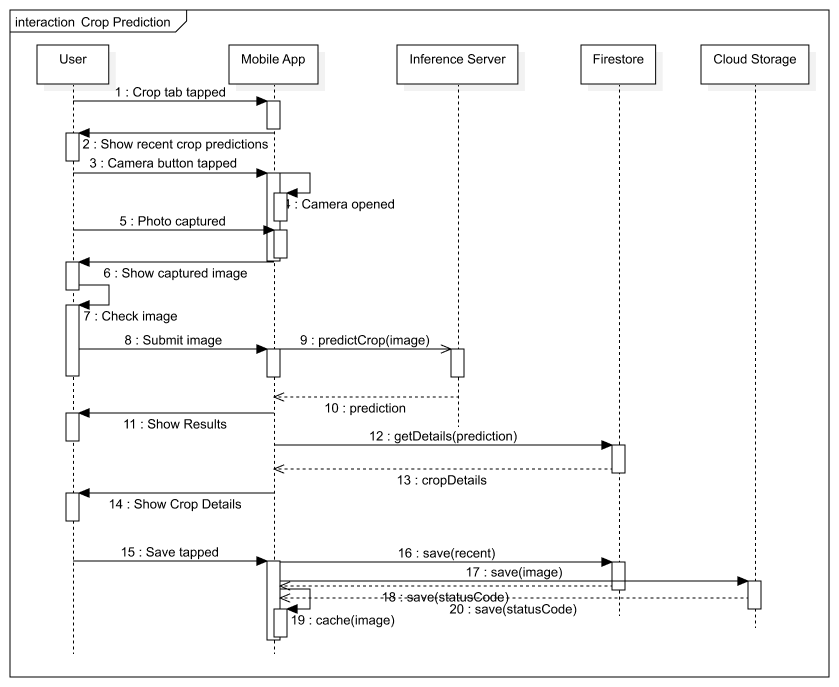 interaction Crop Prediction
User
Mobile App
Inference Server
Firestore
Cloud Storage
1 : Crop tab tapped
2 : Show recent crop predictions
3 : Camera button tapped
4 : Camera opened
5 : Photo captured
6 : Show captured image
7 : Check image
8 : Submit image
9 : predictCrop(image)
10 : prediction
11 : Show Results
12 : getDetails(prediction)
13 : cropDetails
14 : Show Crop Details
15 : Save tapped
16 : save(recent)
17 : save(image)
18 : save(statusCode)
20 : save(statusCode)
19 : cache(image)